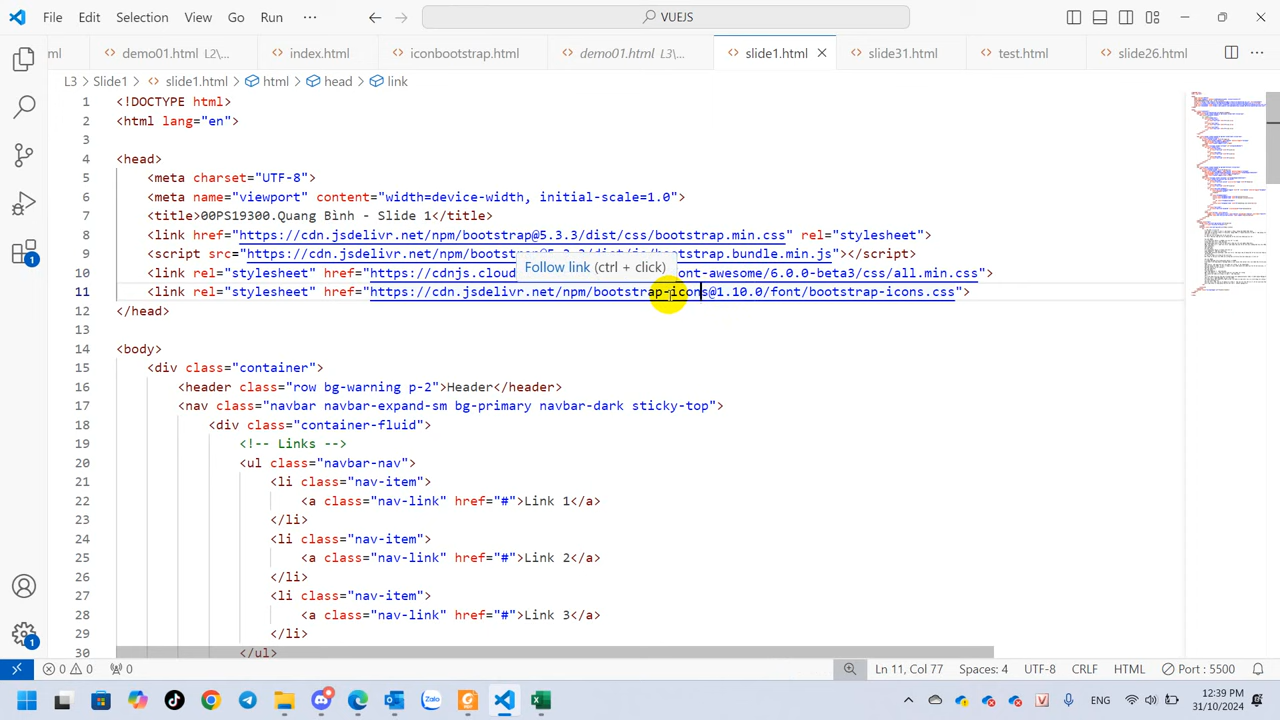 File Edit Selection View Go Run ··· VUEJS
ml demo01.html L2\... index.html iconbootstrap.html demo01.html VL3\... slide1.html slide31.html test.html slide26.html
L3 > Slide1 > slide1.html > html > head > link
1 <!DOCTYPE html>
2 <html lang="en">
3
4 <head>
<meta charset="UTF-8">
<meta name="viewport" content="width=device-width, initial-scale=1.0">
<title>00PS19300.Quang Binh - Slide 1</title>
link href="https://cdn.jsdelivr.net/npm/bootstrap@5.3.3/dist/css/bootstrap.min.css" rel="stylesheet">
script src="https://cdn.jsdelivr.net/npm/bootst rap.bundle.min.js"></script>
Follow link (ctrl + click)
10 link rel="stylesheet" href="https://cdnjs.cloud nt-awesome/6.0.0-beta3/css/all.min.
11 link rel="stylesheet" href="https://cdn.jsdelivr.net/npm/bootstrap-icons@1.10.0/font/bootstrap-icons.css">
12 </head>
13
14 <body>
15 <div class="container">
16 <header class="row bg-warning p-2">Header</header>
17 <nav class="navbar navbar-expand-sm bg-primary navbar-dark sticky-top">
18 <div class="container-fluid">
19 <!-- Links -->
20 <ul class="navbar-nav">
21 <li class="nav-item">
22 <a class="nav-link" href="#">Link 1</a>
23 </li>
24 <li class="nav-item">
25 <a class="nav-link" href="#">Link 2</a>
26 </li>
27 <li class="nav-item">
28 <a class="nav-link" href="#">Link 3</a>
29 </li>
30 </ul>
0 0 0 Ln 11, Col 77 Spaces: 4 UTF-8 CRLF HTML Port : 5500
ENG 12:39 PM
31/10/2024